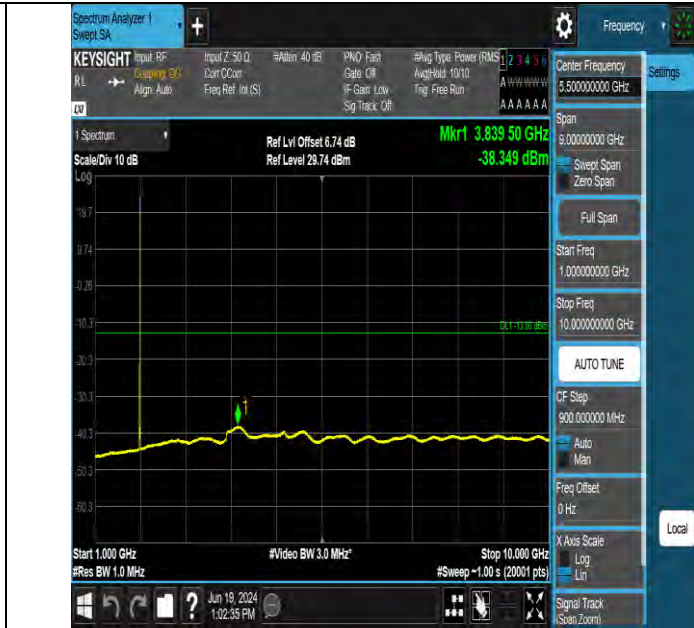 Spectrum Analyzer 1
Swept SA
+
Frequency
KEYSIGHT
RL
LXI
Input: RF
Coupling: DC
Align: Auto
Input Z: 50 Ω
Corr CCorr
Freq Ref: Int (S)
#Atten: 40 dB
PNO: Fast
Gate: Off
IF Gain: Low
Sig Track: Off
#Avg Type: Power (RMS
Avg|Hold: 10/10
Trig: Free Run
1 2 3 4 5 6
A W W W W W
A A A A A A
1 Spectrum
Scale/Div 10 dB
Log
Ref Lvl Offset 6.74 dB
Ref Level 29.74 dBm
Mkr1 3.839 50 GHz
-38.349 dBm
19.7
9.74
-0.26
-10.3
-20.3
-30.3
-40.3
-50.3
-60.3
DL1 -13.00 dBm
1
Start 1.000 GHz
#Res BW 1.0 MHz
#Video BW 3.0 MHz*
Stop 10.000 GHz
#Sweep ~1.00 s (20001 pts)
Jun 19, 2024
1:02:35 PM
Center Frequency
5.500000000 GHz
Settings
Span
9.00000000 GHz
Swept Span
Zero Span
Full Span
Start Freq
1.000000000 GHz
Stop Freq
10.000000000 GHz
AUTO TUNE
CF Step
900.000000 MHz
Auto
Man
Freq Offset
0 Hz
X Axis Scale
Log
Lin
Signal Track
(Span Zoom)
Local